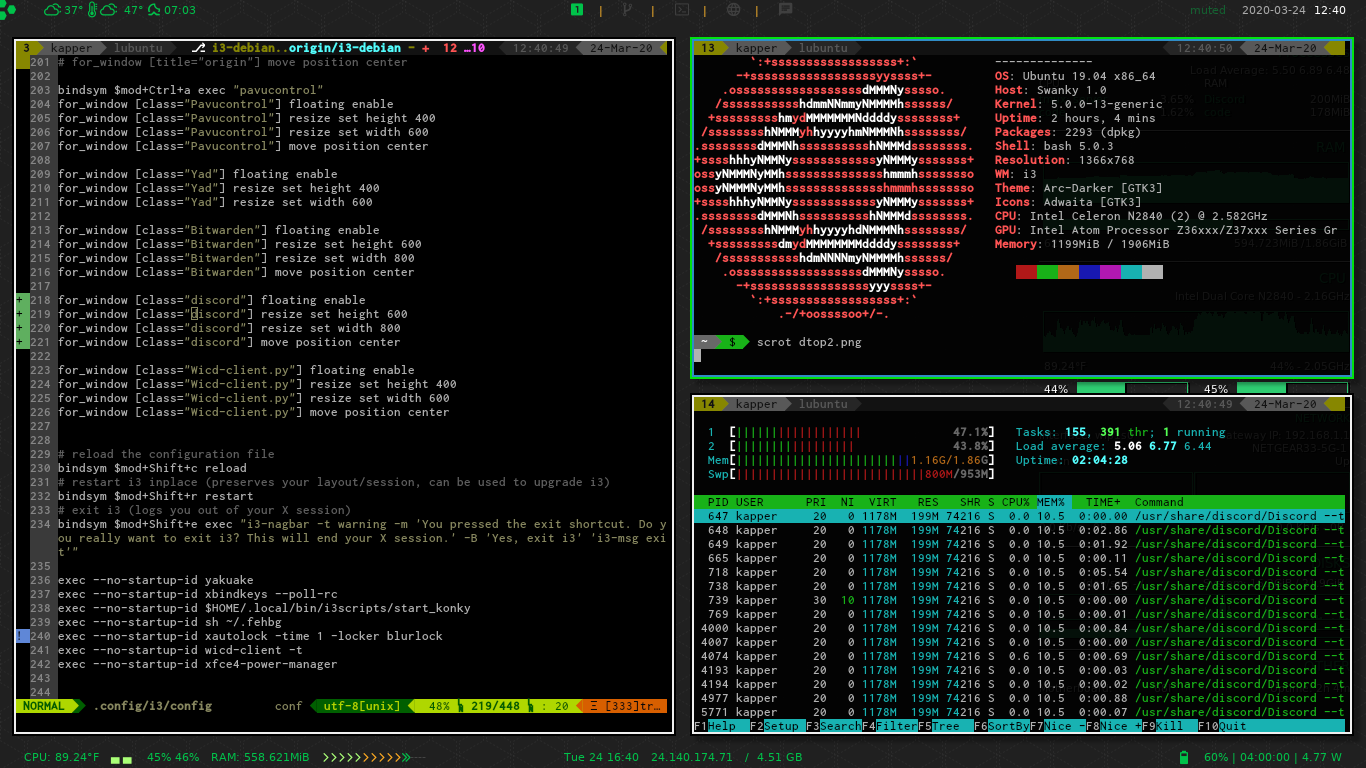 37° 47° 07:03
1
muted 2020-03-24 12:40
3 kapper lubuntu i3-debian..origin/i3-debian ~ + 12 …10 12:40:49 24-Mar-20
201 # for_window [title="origin"] move position center
202
203 bindsym $mod+Ctrl+a exec "pavucontrol"
204 for_window [class="Pavucontrol"] floating enable
205 for_window [class="Pavucontrol"] resize set height 400
206 for_window [class="Pavucontrol"] resize set width 600
207 for_window [class="Pavucontrol"] move position center
208
209 for_window [class="Yad"] floating enable
210 for_window [class="Yad"] resize set height 400
211 for_window [class="Yad"] resize set width 600
212
213 for_window [class="Bitwarden"] floating enable
214 for_window [class="Bitwarden"] resize set height 600
215 for_window [class="Bitwarden"] resize set width 800
216 for_window [class="Bitwarden"] move position center
217
+ 218 for_window [class="discord"] floating enable
+ 219 for_window [class="discord"] resize set height 600
+ 220 for_window [class="discord"] resize set width 800
+ 221 for_window [class="discord"] move position center
222
223 for_window [class="Wicd-client.py"] floating enable
224 for_window [class="Wicd-client.py"] resize set height 400
225 for_window [class="Wicd-client.py"] resize set width 600
226 for_window [class="Wicd-client.py"] move position center
227
228
229 # reload the configuration file
230 bindsym $mod+Shift+c reload
231 # restart i3 inplace (preserves your layout/session, can be used to upgrade i3)
232 bindsym $mod+Shift+r restart
233 # exit i3 (logs you out of your X session)
234 bindsym $mod+Shift+e exec "i3-nagbar -t warning -m 'You pressed the exit shortcut. Do y
ou really want to exit i3? This will end your X session.' -B 'Yes, exit i3' 'i3-msg exi
t'"
235
236 exec --no-startup-id yakuake
237 exec --no-startup-id xbindkeys --poll-rc
238 exec --no-startup-id $HOME/.local/bin/i3scripts/start_konky
239 exec --no-startup-id sh ~/.fehbg
! 240 exec --no-startup-id xautolock -time 1 -locker blurlock
241 exec --no-startup-id wicd-client -t
242 exec --no-startup-id xfce4-power-manager
243
244
NORMAL .config/i3/config conf utf-8[unix] 48% 219/448 : 20 Ξ [333]tr…
13 kapper lubuntu 12:40:50 24-Mar-20
`:+ssssssssssssssssss+:` --------------
-+ssssssssssssssssssyyssss+- OS: Ubuntu 19.04 x86_64
.ossssssssssssssssssdMMMNysssso. Host: Swanky 1.0
/ssssssssssshdmmNNmmyNMMMMhssssss/ Kernel: 5.0.0-13-generic
+ssssssssshmydMMMMMMMNddddyssssssss+ Uptime: 2 hours, 4 mins
/sssssssshNMMMyhhyyyyhmNMMMNhssssssss/ Packages: 2293 (dpkg)
.ssssssssdMMMNhsssssssssshNMMMdssssssss. Shell: bash 5.0.3
+sssshhhyNMMNyssssssssssssyNMMMysssssss+ Resolution: 1366x768
ossyNMMMNyMMhsssssssssssssshmmmhssssssso WM: i3
ossyNMMMNyMMhsssssssssssssshmmmhssssssso Theme: Arc-Darker [GTK3]
+sssshhhyNMMNyssssssssssssyNMMMysssssss+ Icons: Adwaita [GTK3]
.ssssssssdMMMNhsssssssssshNMMMdssssssss. CPU: Intel Celeron N2840 (2) @ 2.582GHz
/sssssssshNMMMyhhyyyyhdNMMMNhssssssss/ GPU: Intel Atom Processor Z36xxx/Z37xxx Series Gr
+sssssssssdmydMMMMMMMMddddyssssssss+ Memory: 1199MiB / 1906MiB
/ssssssssssshdmNNNNmyNMMMMhssssss/
.ossssssssssssssssssdMMMNysssso.
-+sssssssssssssssssyyyssss+-
`:+ssssssssssssssssss+:`
.-/+oossssoo+/-.
~ $ scrot dtop2.png
44% 45%
14 kapper lubuntu 12:40:49 24-Mar-20
1 [ 47.1%] Tasks: 155, 391 thr; 1 running
2 [ 43.8%] Load average: 5.06 6.77 6.44
Mem[ 1.16G/1.86G] Uptime: 02:04:28
Swp[ 800M/953M]
PID USER PRI NI VIRT RES SHR S CPU% MEM% TIME+ Command
647 kapper 20 0 1178M 199M 74216 S 0.0 10.5 0:00.00 /usr/share/discord/Discord --t
648 kapper 20 0 1178M 199M 74216 S 0.0 10.5 0:02.86 /usr/share/discord/Discord --t
649 kapper 20 0 1178M 199M 74216 S 0.0 10.5 0:01.92 /usr/share/discord/Discord --t
665 kapper 20 0 1178M 199M 74216 S 0.0 10.5 0:00.11 /usr/share/discord/Discord --t
718 kapper 20 0 1178M 199M 74216 S 0.0 10.5 0:05.54 /usr/share/discord/Discord --t
738 kapper 20 0 1178M 199M 74216 S 0.0 10.5 0:01.65 /usr/share/discord/Discord --t
739 kapper 30 10 1178M 199M 74216 S 0.0 10.5 0:00.00 /usr/share/discord/Discord --t
769 kapper 20 0 1178M 199M 74216 S 0.0 10.5 0:00.01 /usr/share/discord/Discord --t
4000 kapper 20 0 1178M 199M 74216 S 0.0 10.5 0:00.84 /usr/share/discord/Discord --t
4007 kapper 20 0 1178M 199M 74216 S 0.0 10.5 0:00.00 /usr/share/discord/Discord --t
4074 kapper 20 0 1178M 199M 74216 S 0.6 10.5 0:00.69 /usr/share/discord/Discord --t
4193 kapper 20 0 1178M 199M 74216 S 0.0 10.5 0:00.03 /usr/share/discord/Discord --t
4194 kapper 20 0 1178M 199M 74216 S 0.0 10.5 0:00.02 /usr/share/discord/Discord --t
4977 kapper 20 0 1178M 199M 74216 S 0.0 10.5 0:00.88 /usr/share/discord/Discord --t
5771 kapper 20 0 1178M 199M 74216 S 0.0 10.5 0:00.07 /usr/share/discord/Discord --t
F1Help F2Setup F3SearchF4FilterF5Tree F6SortByF7Nice -F8Nice +F9Kill F10Quit
CPU: 89.24°F 45% 46% RAM: 558.621MiB Tue 24 16:40 24.140.174.71 / 4.51 GB 60% | 04:00:00 | 4.77 W